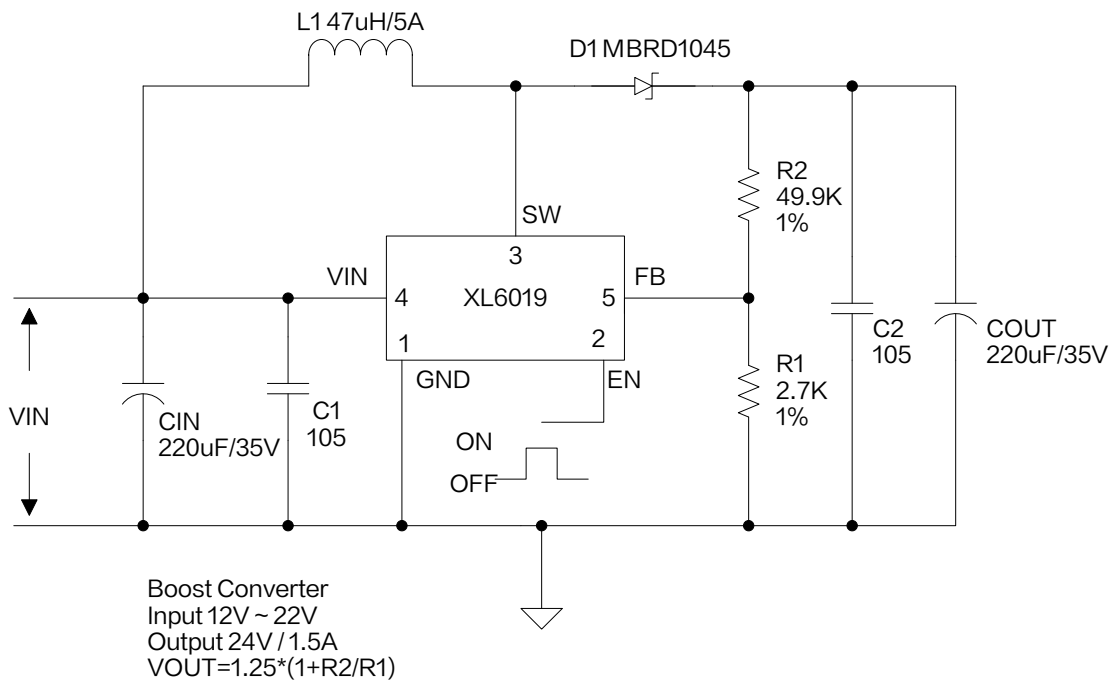 L1 47uH/5A
D1 MBRD1045
R2
49.9K
1%
SW
3
VIN
FB
4
XL6019
5
1
2
GND
EN
C2
105
COUT
220uF/35V
R1
2.7K
1%
VIN
CIN
220uF/35V
C1
105
ON
OFF
Boost Converter
Input 12V ~ 22V
Output 24V / 1.5A
VOUT=1.25*(1+R2/R1)